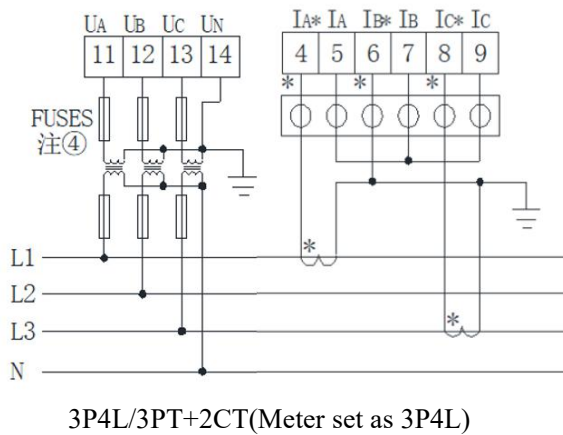 UA UB UC UN
11 12 13 14
IA* IA IB* IB IC* IC
4 5 6 7 8 9
* * *
FUSES
注④
*
L1
L2
*
L3
N
3P4L/3PT+2CT(Meter set as 3P4L)